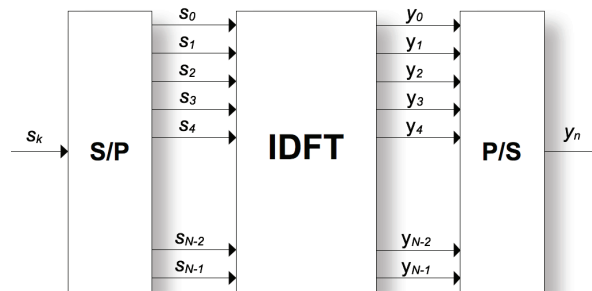 s0 y0
s1 y1
s2 y2
s3 y3
s4 y4
sk S/P IDFT P/S yn
sN-2 yN-2
sN-1 yN-1